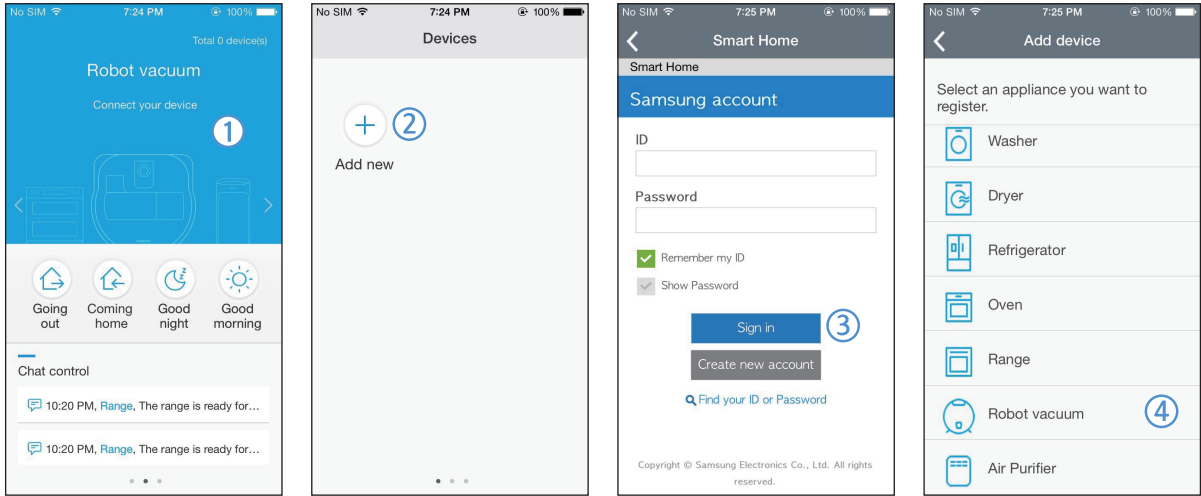 No SIM 7:24 PM 100%
Total 0 device(s)
Robot vacuum
Connect your device
1
Going out
Coming home
Good night
Good morning
Chat control
10:20 PM, Range, The range is ready for...
10:20 PM, Range, The range is ready for...
No SIM 7:24 PM 100%
Devices
2
Add new
No SIM 7:25 PM 100%
Smart Home
Smart Home
Samsung account
ID
Password
Remember my ID
Show Password
Sign in 3
Create new account
Find your ID or Password
Copyright © Samsung Electronics Co., Ltd. All rights
reserved.
No SIM 7:25 PM 100%
Add device
Select an appliance you want to
register.
Washer
Dryer
Refrigerator
Oven
Range
Robot vacuum 4
Air Purifier